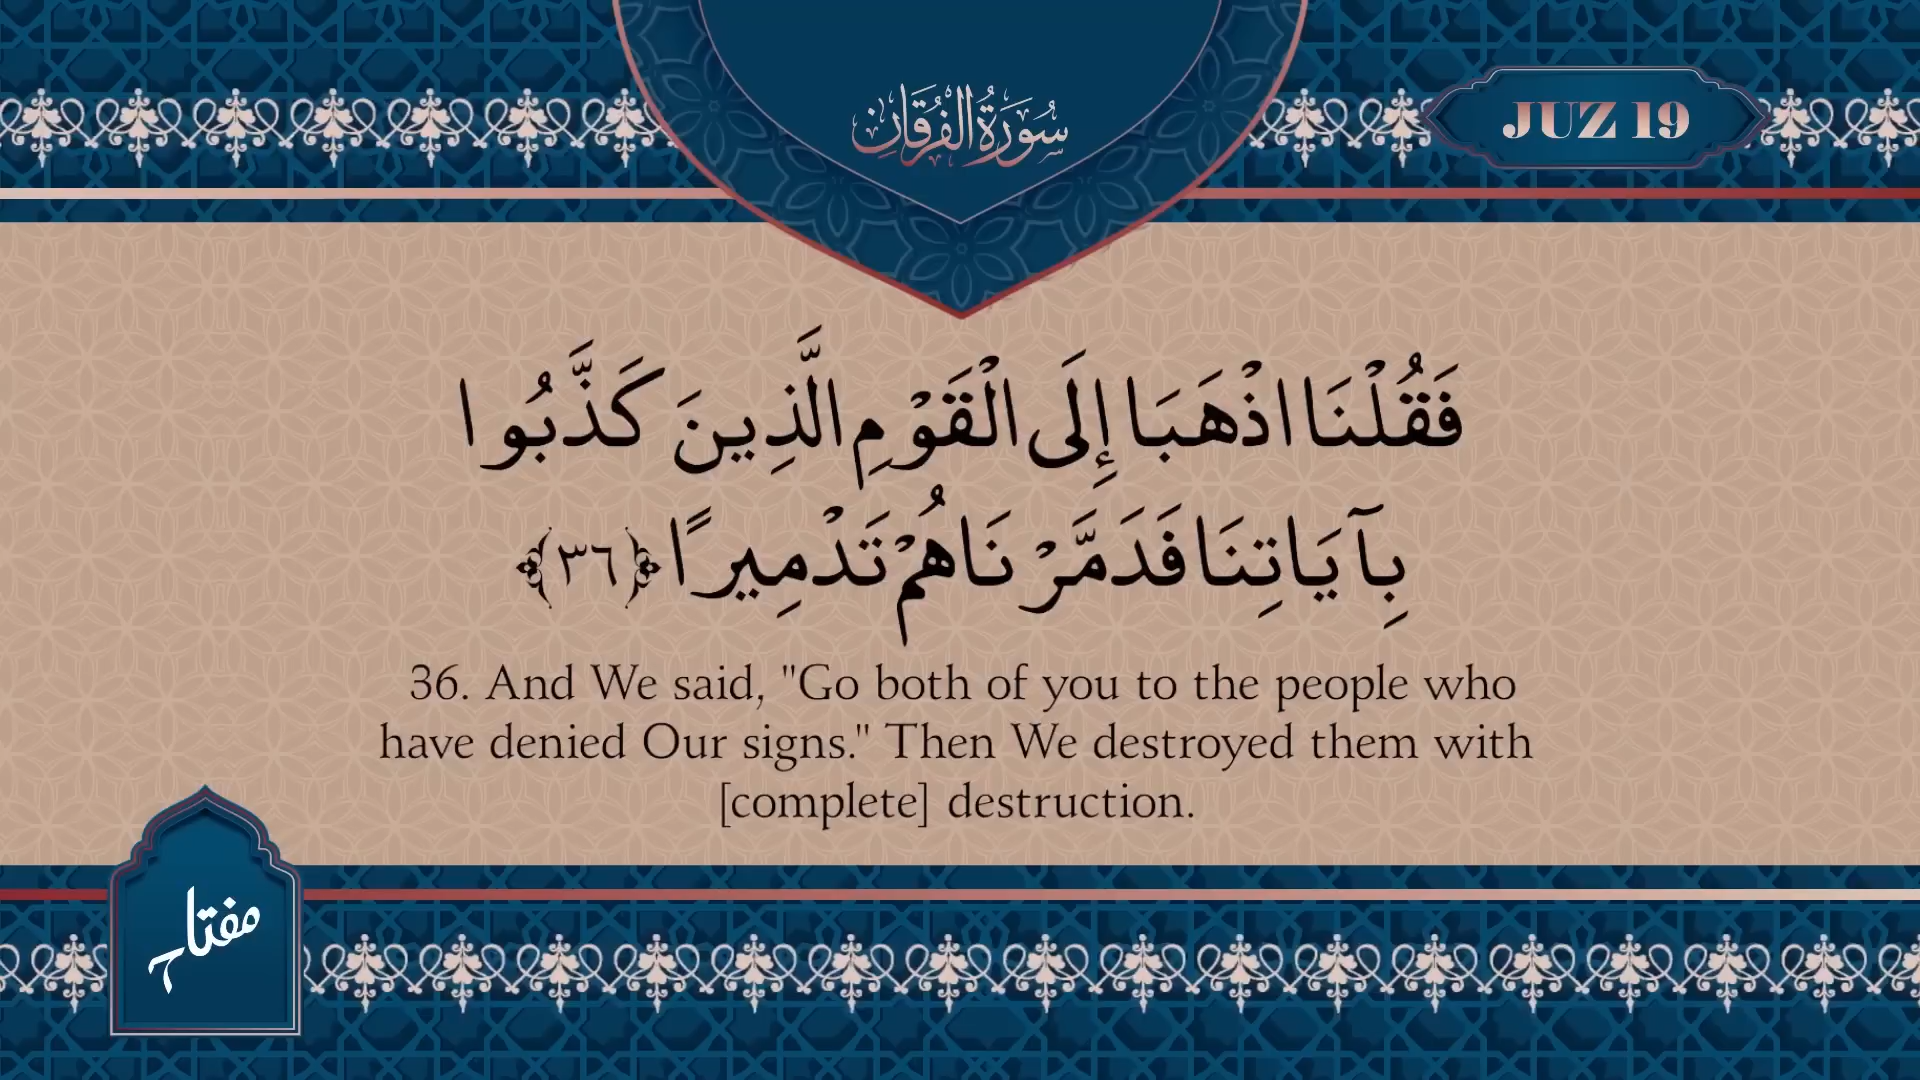 سُورَةُ الفُرقَان
JUZ 19
فَقُلْنَا اذْهَبَا إِلَى الْقَوْمِ الَّذِينَ كَذَّبُوا
بِآيَاتِنَا فَدَمَّرْنَاهُمْ تَدْمِيرًا ﴿٣٦﴾
36. And We said, "Go both of you to the people who
have denied Our signs." Then We destroyed them with
[complete] destruction.
مفتاح